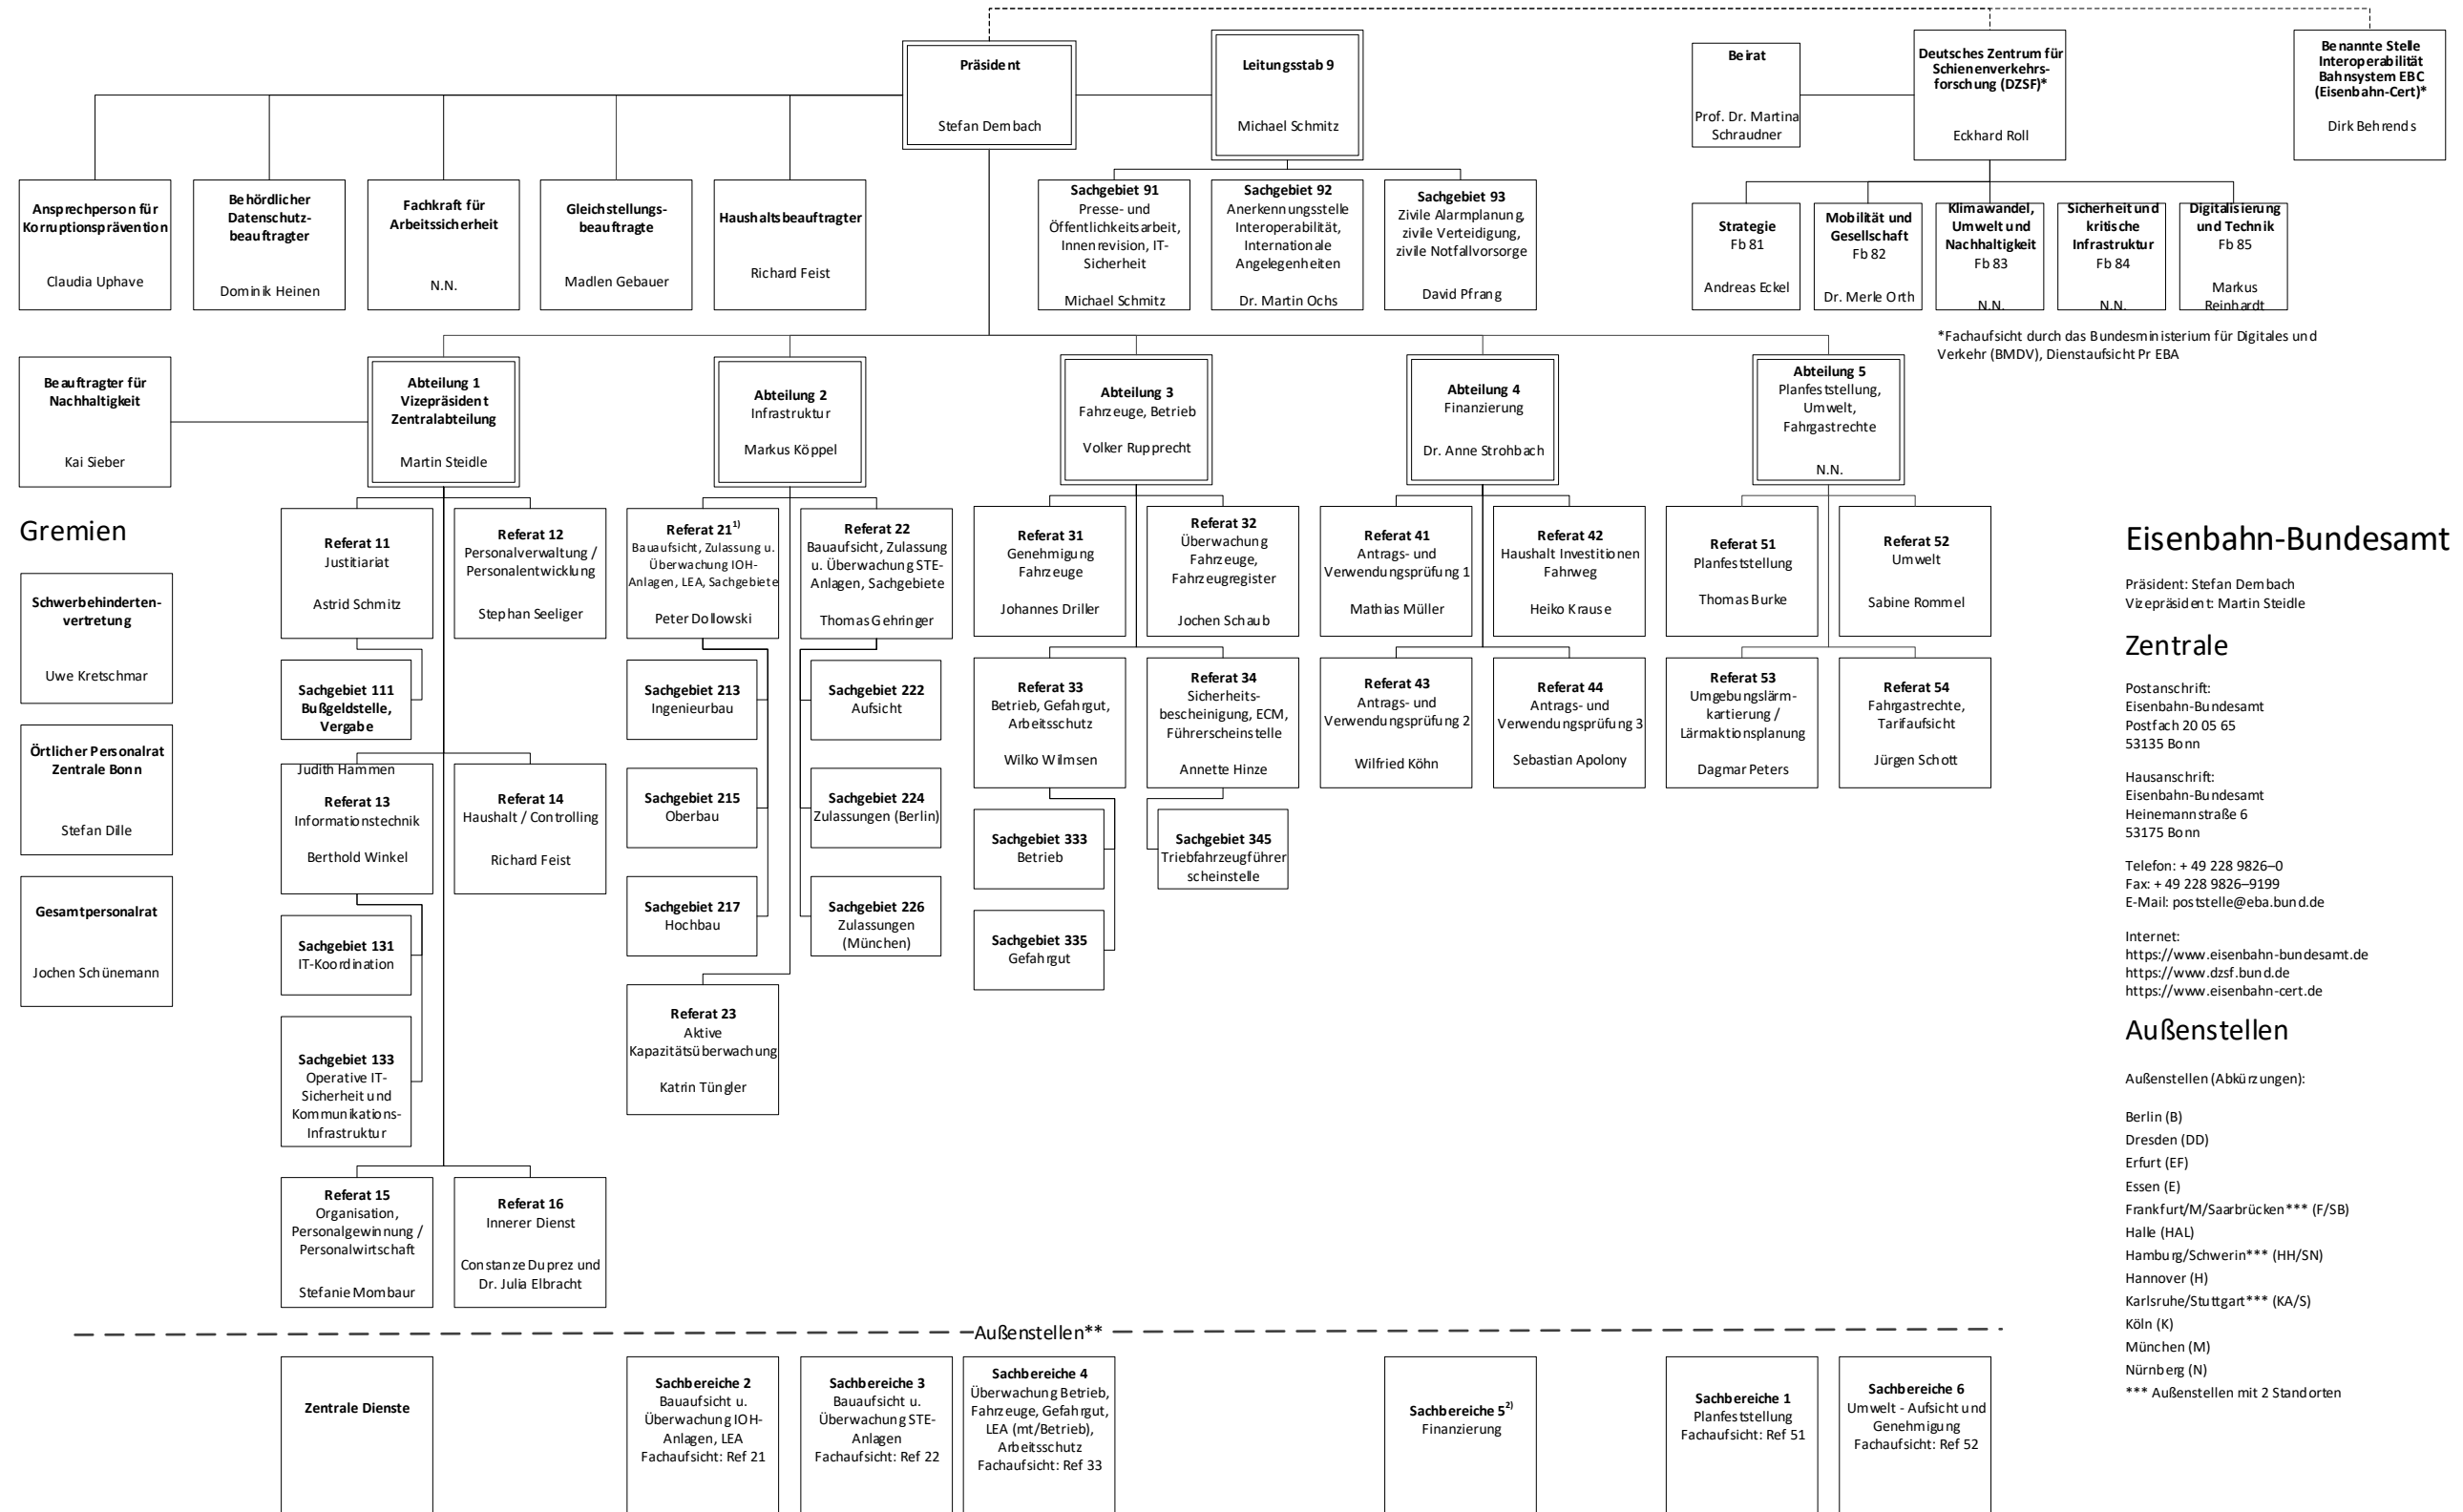 Präsident
Stefan Dernbach
Leitungsstab 9
Michael Schmitz
Beirat
Prof. Dr. Martina
Schraudner
Deutsches Zentrum für
Schienenverkehrs-
forschung (DZSF)*
Eckhard Roll
Benannte Stelle
Interoperabilität
Bahnsystem EBC
(Eisenbahn-Cert)*
Dirk Behrends
Ansprechperson für
Korruptionsprävention
Claudia Uphave
Behördlicher
Datenschutz-
beauftragter
Dominik Heinen
Fachkraft für
Arbeitssicherheit
N.N.
Gleichstellungs-
beauftragte
Madlen Gebauer
Haushaltsbeauftragter
Richard Feist
Sachgebiet 91
Presse- und
Öffentlichkeitsarbeit,
Innenrevision, IT-
Sicherheit
Michael Schmitz
Sachgebiet 92
Anerkennungsstelle
Interoperabilität,
Internationale
Angelegenheiten
Dr. Martin Ochs
Sachgebiet 93
Zivile Alarmplanung,
zivile Verteidigung,
zivile Notfallvorsorge
David Pfrang
Strategie
Fb 81
Andreas Eckel
Mobilität und
Gesellschaft
Fb 82
Dr. Merle Orth
Klimawandel,
Umwelt und
Nachhaltigkeit
Fb 83
N.N.
Sicherheit und
kritische
Infrastruktur
Fb 84
N.N.
Digitalisierung
und Technik
Fb 85
Markus
Reinhardt
*Fachaufsicht durch das Bundesministerium für Digitales und
Verkehr (BMDV), Dienstaufsicht Pr EBA
Beauftragter für
Nachhaltigkeit
Kai Sieber
Abteilung 1
Vizepräsident
Zentralabteilung
Martin Steidle
Abteilung 2
Infrastruktur
Markus Köppel
Abteilung 3
Fahrzeuge, Betrieb
Volker Rupprecht
Abteilung 4
Finanzierung
Dr. Anne Strohbach
Abteilung 5
Planfeststellung,
Umwelt,
Fahrgastrechte
N.N.
Gremien
Schwerbehinderten-
vertretung
Uwe Kretschmar
Örtlicher Personalrat
Zentrale Bonn
Stefan Dille
Gesamtpersonalrat
Jochen Schünemann
Referat 11
Justitiariat
Astrid Schmitz
Referat 12
Personalverwaltung /
Personalentwicklung
Stephan Seeliger
Sachgebiet 111
Bußgeldstelle,
Vergabe
Judith Hammen
Referat 13
Informationstechnik
Berthold Winkel
Referat 14
Haushalt / Controlling
Richard Feist
Sachgebiet 131
IT-Koordination
Sachgebiet 133
Operative IT-
Sicherheit und
Kommunikations-
Infrastruktur
Referat 15
Organisation,
Personalgewinnung /
Personalwirtschaft
Stefanie Mombaur
Referat 16
Innerer Dienst
Constanze Duprez und
Dr. Julia Elbracht
Referat 21 1)
Bauaufsicht, Zulassung u.
Überwachung IOH-
Anlagen, LEA, Sachgebiete
Peter Dollowski
Referat 22
Bauaufsicht, Zulassung
u. Überwachung STE-
Anlagen, Sachgebiete
Thomas Gehringer
Sachgebiet 213
Ingenieurbau
Sachgebiet 222
Aufsicht
Sachgebiet 215
Oberbau
Sachgebiet 224
Zulassungen (Berlin)
Sachgebiet 217
Hochbau
Sachgebiet 226
Zulassungen
(München)
Referat 23
Aktive
Kapazitätsüberwachung
Katrin Tüngler
Referat 31
Genehmigung
Fahrzeuge
Johannes Driller
Referat 32
Überwachung
Fahrzeuge,
Fahrzeugregister
Jochen Schaub
Referat 33
Betrieb, Gefahrgut,
Arbeitsschutz
Wilko Wilmsen
Referat 34
Sicherheits-
bescheinigung, ECM,
Führerscheinstelle
Annette Hinze
Sachgebiet 333
Betrieb
Sachgebiet 345
Triebfahrzeugführer
scheinstelle
Sachgebiet 335
Gefahrgut
Referat 41
Antrags- und
Verwendungsprüfung 1
Mathias Müller
Referat 42
Haushalt Investitionen
Fahrweg
Heiko Krause
Referat 43
Antrags- und
Verwendungsprüfung 2
Wilfried Köhn
Referat 44
Antrags- und
Verwendungsprüfung 3
Sebastian Apolony
Referat 51
Planfeststellung
Thomas Burke
Referat 52
Umwelt
Sabine Rommel
Referat 53
Umgebungslärm-
kartierung /
Lärmaktionsplanung
Dagmar Peters
Referat 54
Fahrgastrechte,
Tarifaufsicht
Jürgen Schott
Eisenbahn-Bundesamt
Präsident: Stefan Dernbach
Vizepräsident: Martin Steidle
Zentrale
Postanschrift:
Eisenbahn-Bundesamt
Postfach 20 05 65
53135 Bonn
Hausanschrift:
Eisenbahn-Bundesamt
Heinemannstraße 6
53175 Bonn
Telefon: + 49 228 9826–0
Fax: + 49 228 9826–9199
E-Mail: poststelle@eba.bund.de
Internet:
https://www.eisenbahn-bundesamt.de
https://www.dzsf.bund.de
https://www.eisenbahn-cert.de
Außenstellen
Außenstellen (Abkürzungen):
Berlin (B)
Dresden (DD)
Erfurt (EF)
Essen (E)
Frankfurt/M/Saarbrücken*** (F/SB)
Halle (HAL)
Hamburg/Schwerin*** (HH/SN)
Hannover (H)
Karlsruhe/Stuttgart*** (KA/S)
Köln (K)
München (M)
Nürnberg (N)
*** Außenstellen mit 2 Standorten
Außenstellen**
Zentrale Dienste
Sachbereiche 2
Bauaufsicht u.
Überwachung IOH-
Anlagen, LEA
Fachaufsicht: Ref 21
Sachbereiche 3
Bauaufsicht u.
Überwachung STE-
Anlagen
Fachaufsicht: Ref 22
Sachbereiche 4
Überwachung Betrieb,
Fahrzeuge, Gefahrgut,
LEA (mt/Betrieb),
Arbeitsschutz
Fachaufsicht: Ref 33
Sachbereiche 5 2)
Finanzierung
Sachbereiche 1
Planfeststellung
Fachaufsicht: Ref 51
Sachbereiche 6
Umwelt - Aufsicht und
Genehmigung
Fachaufsicht: Ref 52